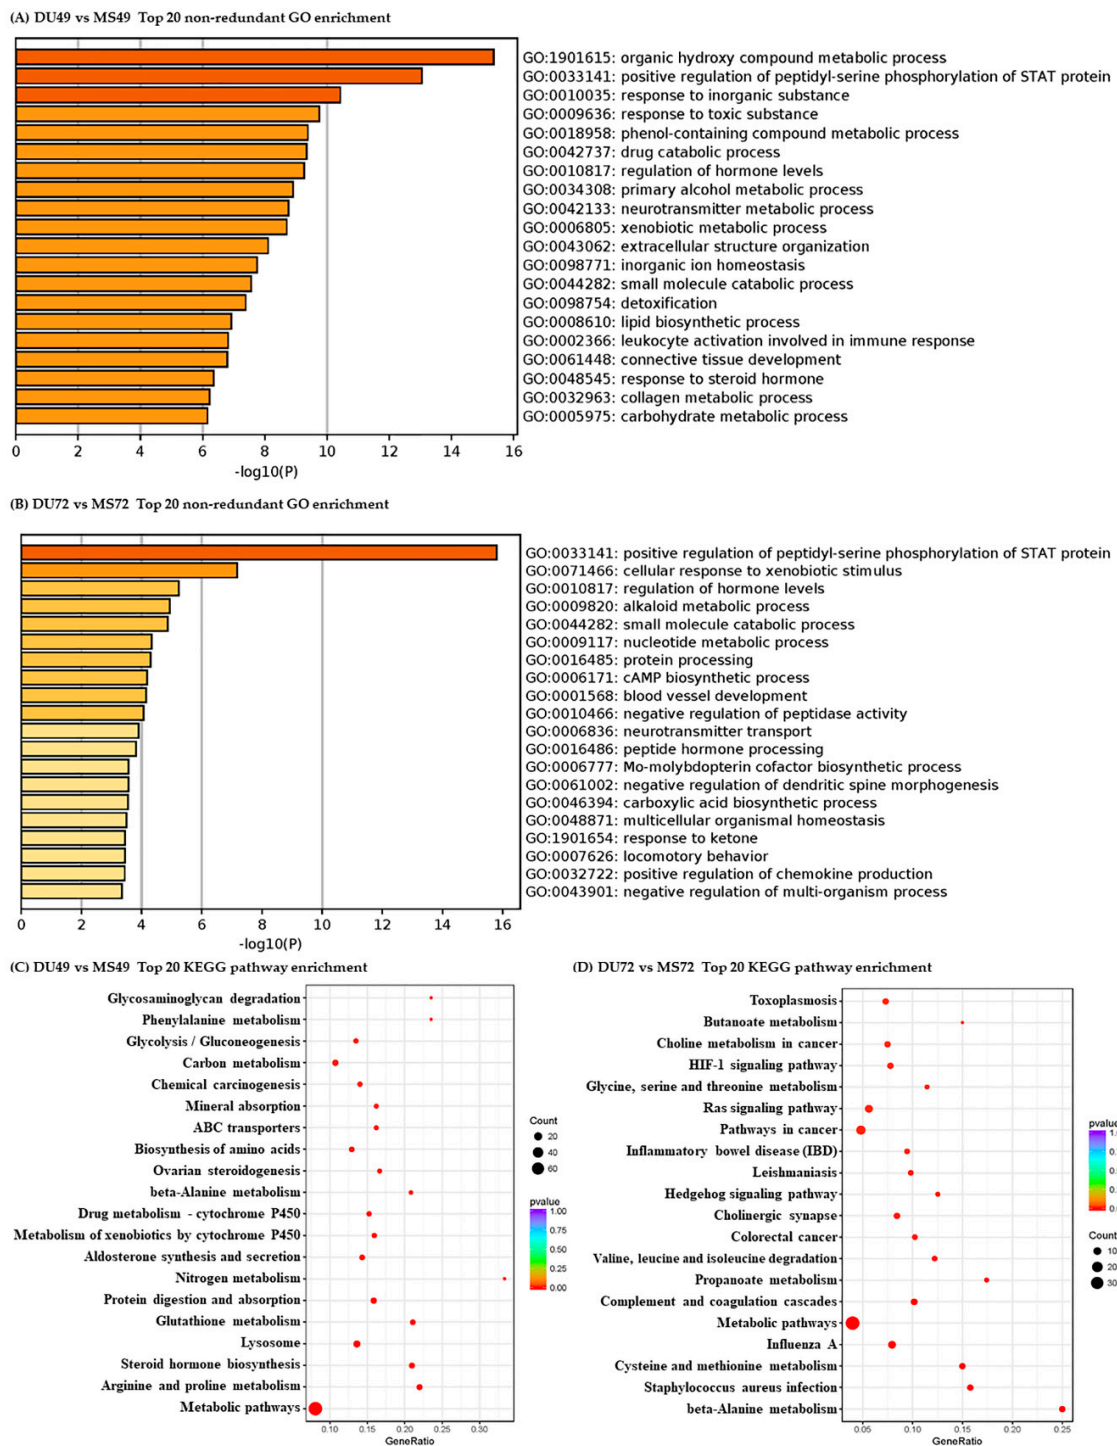 (A) DU49 vs MS49 Top 20 non-redundant GO enrichment
GO:1901615: organic hydroxy compound metabolic process
GO:0033141: positive regulation of peptidyl-serine phosphorylation of STAT protein
GO:0010035: response to inorganic substance
GO:0009636: response to toxic substance
GO:0018958: phenol-containing compound metabolic process
GO:0042737: drug catabolic process
GO:0010817: regulation of hormone levels
GO:0034308: primary alcohol metabolic process
GO:0042133: neurotransmitter metabolic process
GO:0006805: xenobiotic metabolic process
GO:0043062: extracellular structure organization
GO:0098771: inorganic ion homeostasis
GO:0044282: small molecule catabolic process
GO:0098754: detoxification
GO:0008610: lipid biosynthetic process
GO:0002366: leukocyte activation involved in immune response
GO:0061448: connective tissue development
GO:0048545: response to steroid hormone
GO:0032963: collagen metabolic process
GO:0005975: carbohydrate metabolic process
0 2 4 6 8 10 12 14 16
-log10(P)
(B) DU72 vs MS72 Top 20 non-redundant GO enrichment
GO:0033141: positive regulation of peptidyl-serine phosphorylation of STAT protein
GO:0071466: cellular response to xenobiotic stimulus
GO:0010817: regulation of hormone levels
GO:0009820: alkaloid metabolic process
GO:0044282: small molecule catabolic process
GO:0009117: nucleotide metabolic process
GO:0016485: protein processing
GO:0006171: cAMP biosynthetic process
GO:0001568: blood vessel development
GO:0010466: negative regulation of peptidase activity
GO:0006836: neurotransmitter transport
GO:0016486: peptide hormone processing
GO:0006777: Mo-molybdopterin cofactor biosynthetic process
GO:0061002: negative regulation of dendritic spine morphogenesis
GO:0046394: carboxylic acid biosynthetic process
GO:0048871: multicellular organismal homeostasis
GO:1901654: response to ketone
GO:0007626: locomotory behavior
GO:0032722: positive regulation of chemokine production
GO:0043901: negative regulation of multi-organism process
0 2 4 6 8 10 12 14 16
-log10(P)
(C) DU49 vs MS49 Top 20 KEGG pathway enrichment
Glycosaminoglycan degradation
Phenylalanine metabolism
Glycolysis / Gluconeogenesis
Carbon metabolism
Chemical carcinogenesis
Mineral absorption
ABC transporters
Biosynthesis of amino acids
Ovarian steroidogenesis
beta-Alanine metabolism
Drug metabolism - cytochrome P450
Metabolism of xenobiotics by cytochrome P450
Aldosterone synthesis and secretion
Nitrogen metabolism
Protein digestion and absorption
Glutathione metabolism
Lysosome
Steroid hormone biosynthesis
Arginine and proline metabolism
Metabolic pathways
0.10 0.15 0.20 0.25 0.30
GeneRatio
Count
20
40
60
pvalue
1.00
0.75
0.50
0.25
0.00
(D) DU72 vs MS72 Top 20 KEGG pathway enrichment
Toxoplasmosis
Butanoate metabolism
Choline metabolism in cancer
HIF-1 signaling pathway
Glycine, serine and threonine metabolism
Ras signaling pathway
Pathways in cancer
Inflammatory bowel disease (IBD)
Leishmaniasis
Hedgehog signaling pathway
Cholinergic synapse
Colorectal cancer
Valine, leucine and isoleucine degradation
Propanoate metabolism
Complement and coagulation cascades
Metabolic pathways
Influenza A
Cysteine and methionine metabolism
Staphylococcus aureus infection
beta-Alanine metabolism
0.05 0.10 0.15 0.20 0.25
GeneRatio
pvalue
Count
10
20
30